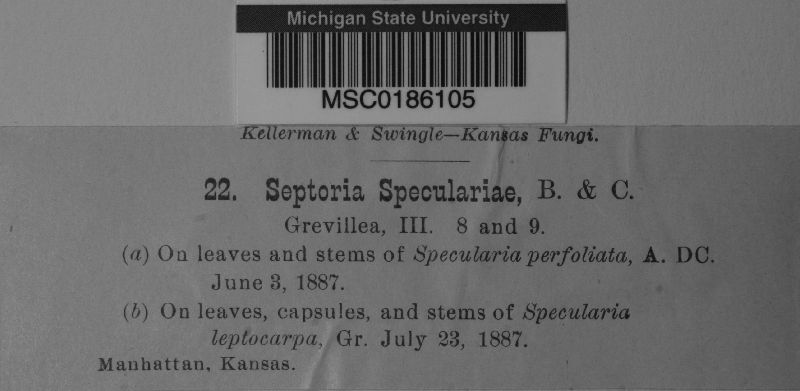 Michigan State University
MSC0186105
Kellerman & Swingle—Kansas Fungi.
22. Septoria Speculariae, B. & C.
Grevillea, III. 8 and 9.
(a) On leaves and stems of Specularia perfoliata, A. DC.
June 3, 1887.
(b) On leaves, capsules, and stems of Specularia
leptocarpa, Gr. July 23, 1887.
Manhattan, Kansas.